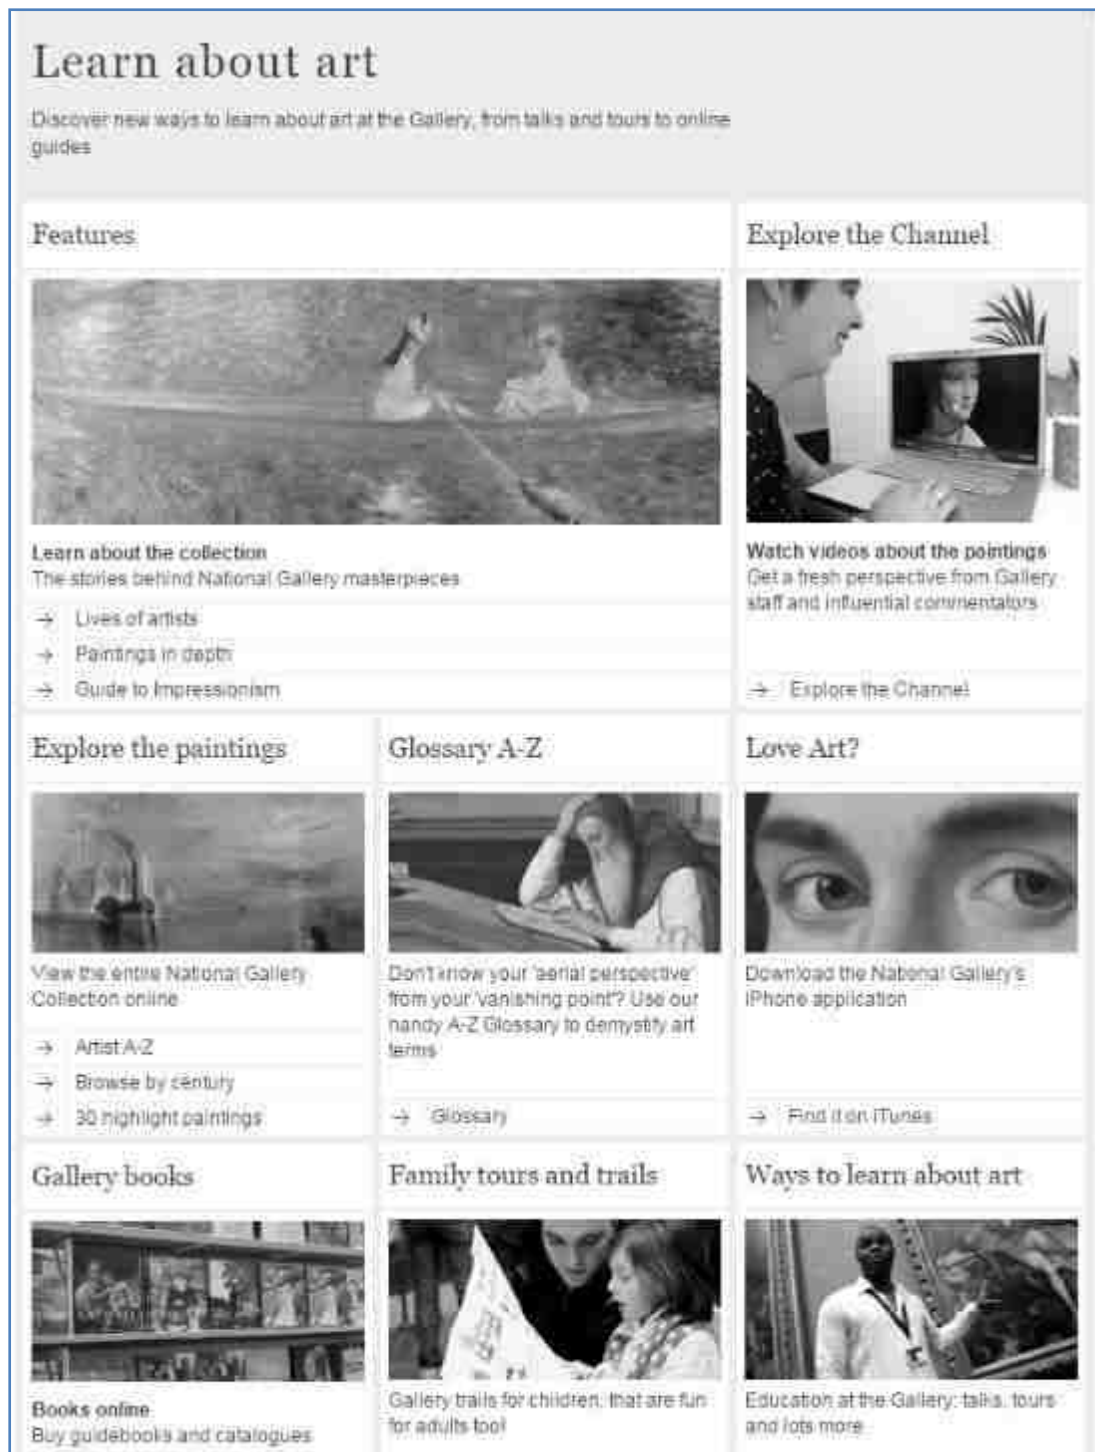 Learn about art
Discover new ways to learn about art at the Gallery, from talks and tours to online
guides
Features
Learn about the collection
The stories behind National Gallery masterpieces
→ Lives of artists
→ Paintings in depth
→ Guide to Impressionism
Explore the Channel
Watch videos about the paintings
Get a fresh perspective from Gallery
staff and influential commentators
→ Explore the Channel
Explore the paintings
View the entire National Gallery
Collection online
→ Artist A-Z
→ Browse by century
→ 30 highlight paintings
Glossary A-Z
Don't know your 'aerial perspective'
from your 'vanishing point'? Use our
handy A-Z Glossary to demystify art
terms
→ Glossary
Love Art?
Download the National Gallery's
iPhone application
→ Find it on iTunes
Gallery books
Books online
Buy guidebooks and catalogues
Family tours and trails
Gallery trails for children, that are fun
for adults too!
Ways to learn about art
Education at the Gallery: talks, tours
and lots more